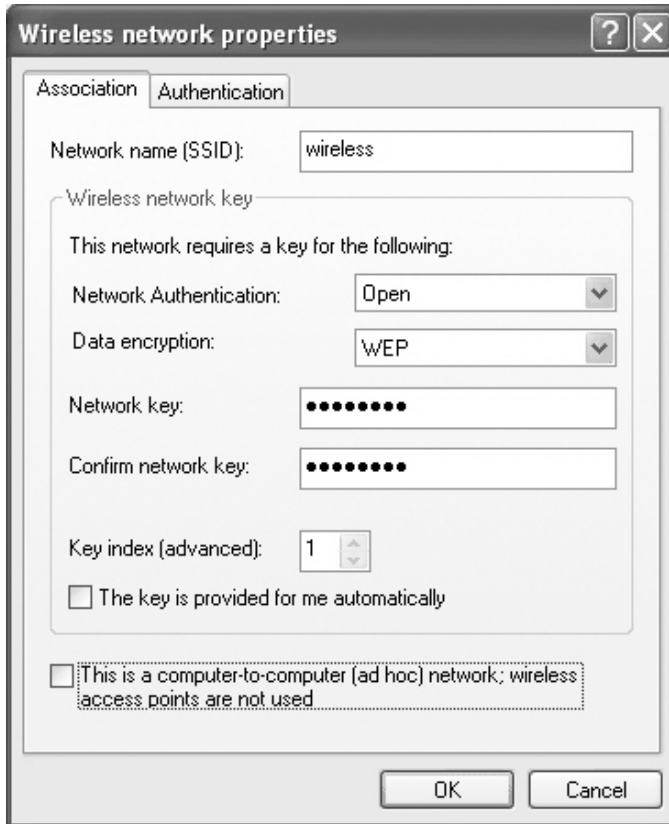 Wireless network properties
Association Authentication
Network name (SSID): wireless
Wireless network key
This network requires a key for the following:
Network Authentication: Open
Data encryption: WEP
Network key: ••••••••
Confirm network key: ••••••••
Key index (advanced): 1
The key is provided for me automatically
This is a computer-to-computer (ad hoc) network; wireless
access points are not used
OK Cancel